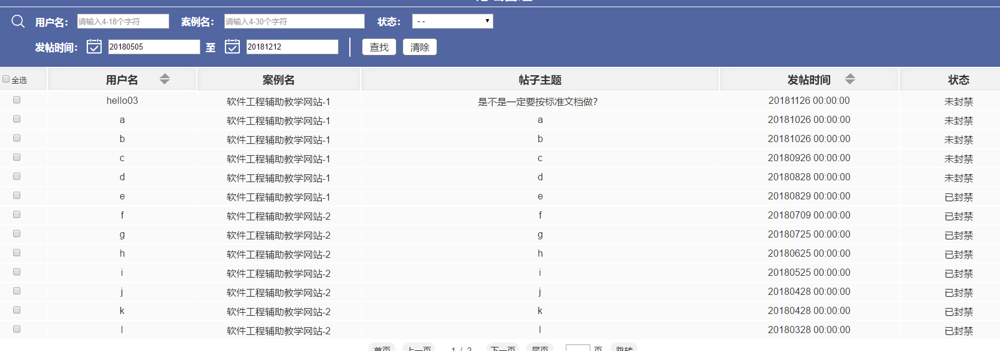 用户名： 请输入4-18个字符 案例名： 请输入4-30个字符 状态： - -
发帖时间： 20180505 至 20181212 查找 清除
全选 用户名 案例名 帖子主题 发帖时间 状态
hello03 软件工程辅助教学网站-1 是不是一定要按标准文档做？ 20181126 00:00:00 未封禁
a 软件工程辅助教学网站-1 a 20181026 00:00:00 未封禁
b 软件工程辅助教学网站-1 b 20181026 00:00:00 未封禁
c 软件工程辅助教学网站-1 c 20180926 00:00:00 未封禁
d 软件工程辅助教学网站-1 d 20180828 00:00:00 未封禁
e 软件工程辅助教学网站-1 e 20180829 00:00:00 已封禁
f 软件工程辅助教学网站-2 f 20180709 00:00:00 已封禁
g 软件工程辅助教学网站-2 g 20180725 00:00:00 已封禁
h 软件工程辅助教学网站-2 h 20180625 00:00:00 已封禁
i 软件工程辅助教学网站-2 i 20180525 00:00:00 已封禁
j 软件工程辅助教学网站-2 j 20180428 00:00:00 已封禁
k 软件工程辅助教学网站-2 k 20180428 00:00:00 已封禁
l 软件工程辅助教学网站-2 l 20180328 00:00:00 已封禁
首页 上一页 1 / 2 下一页 尾页 页 跳转